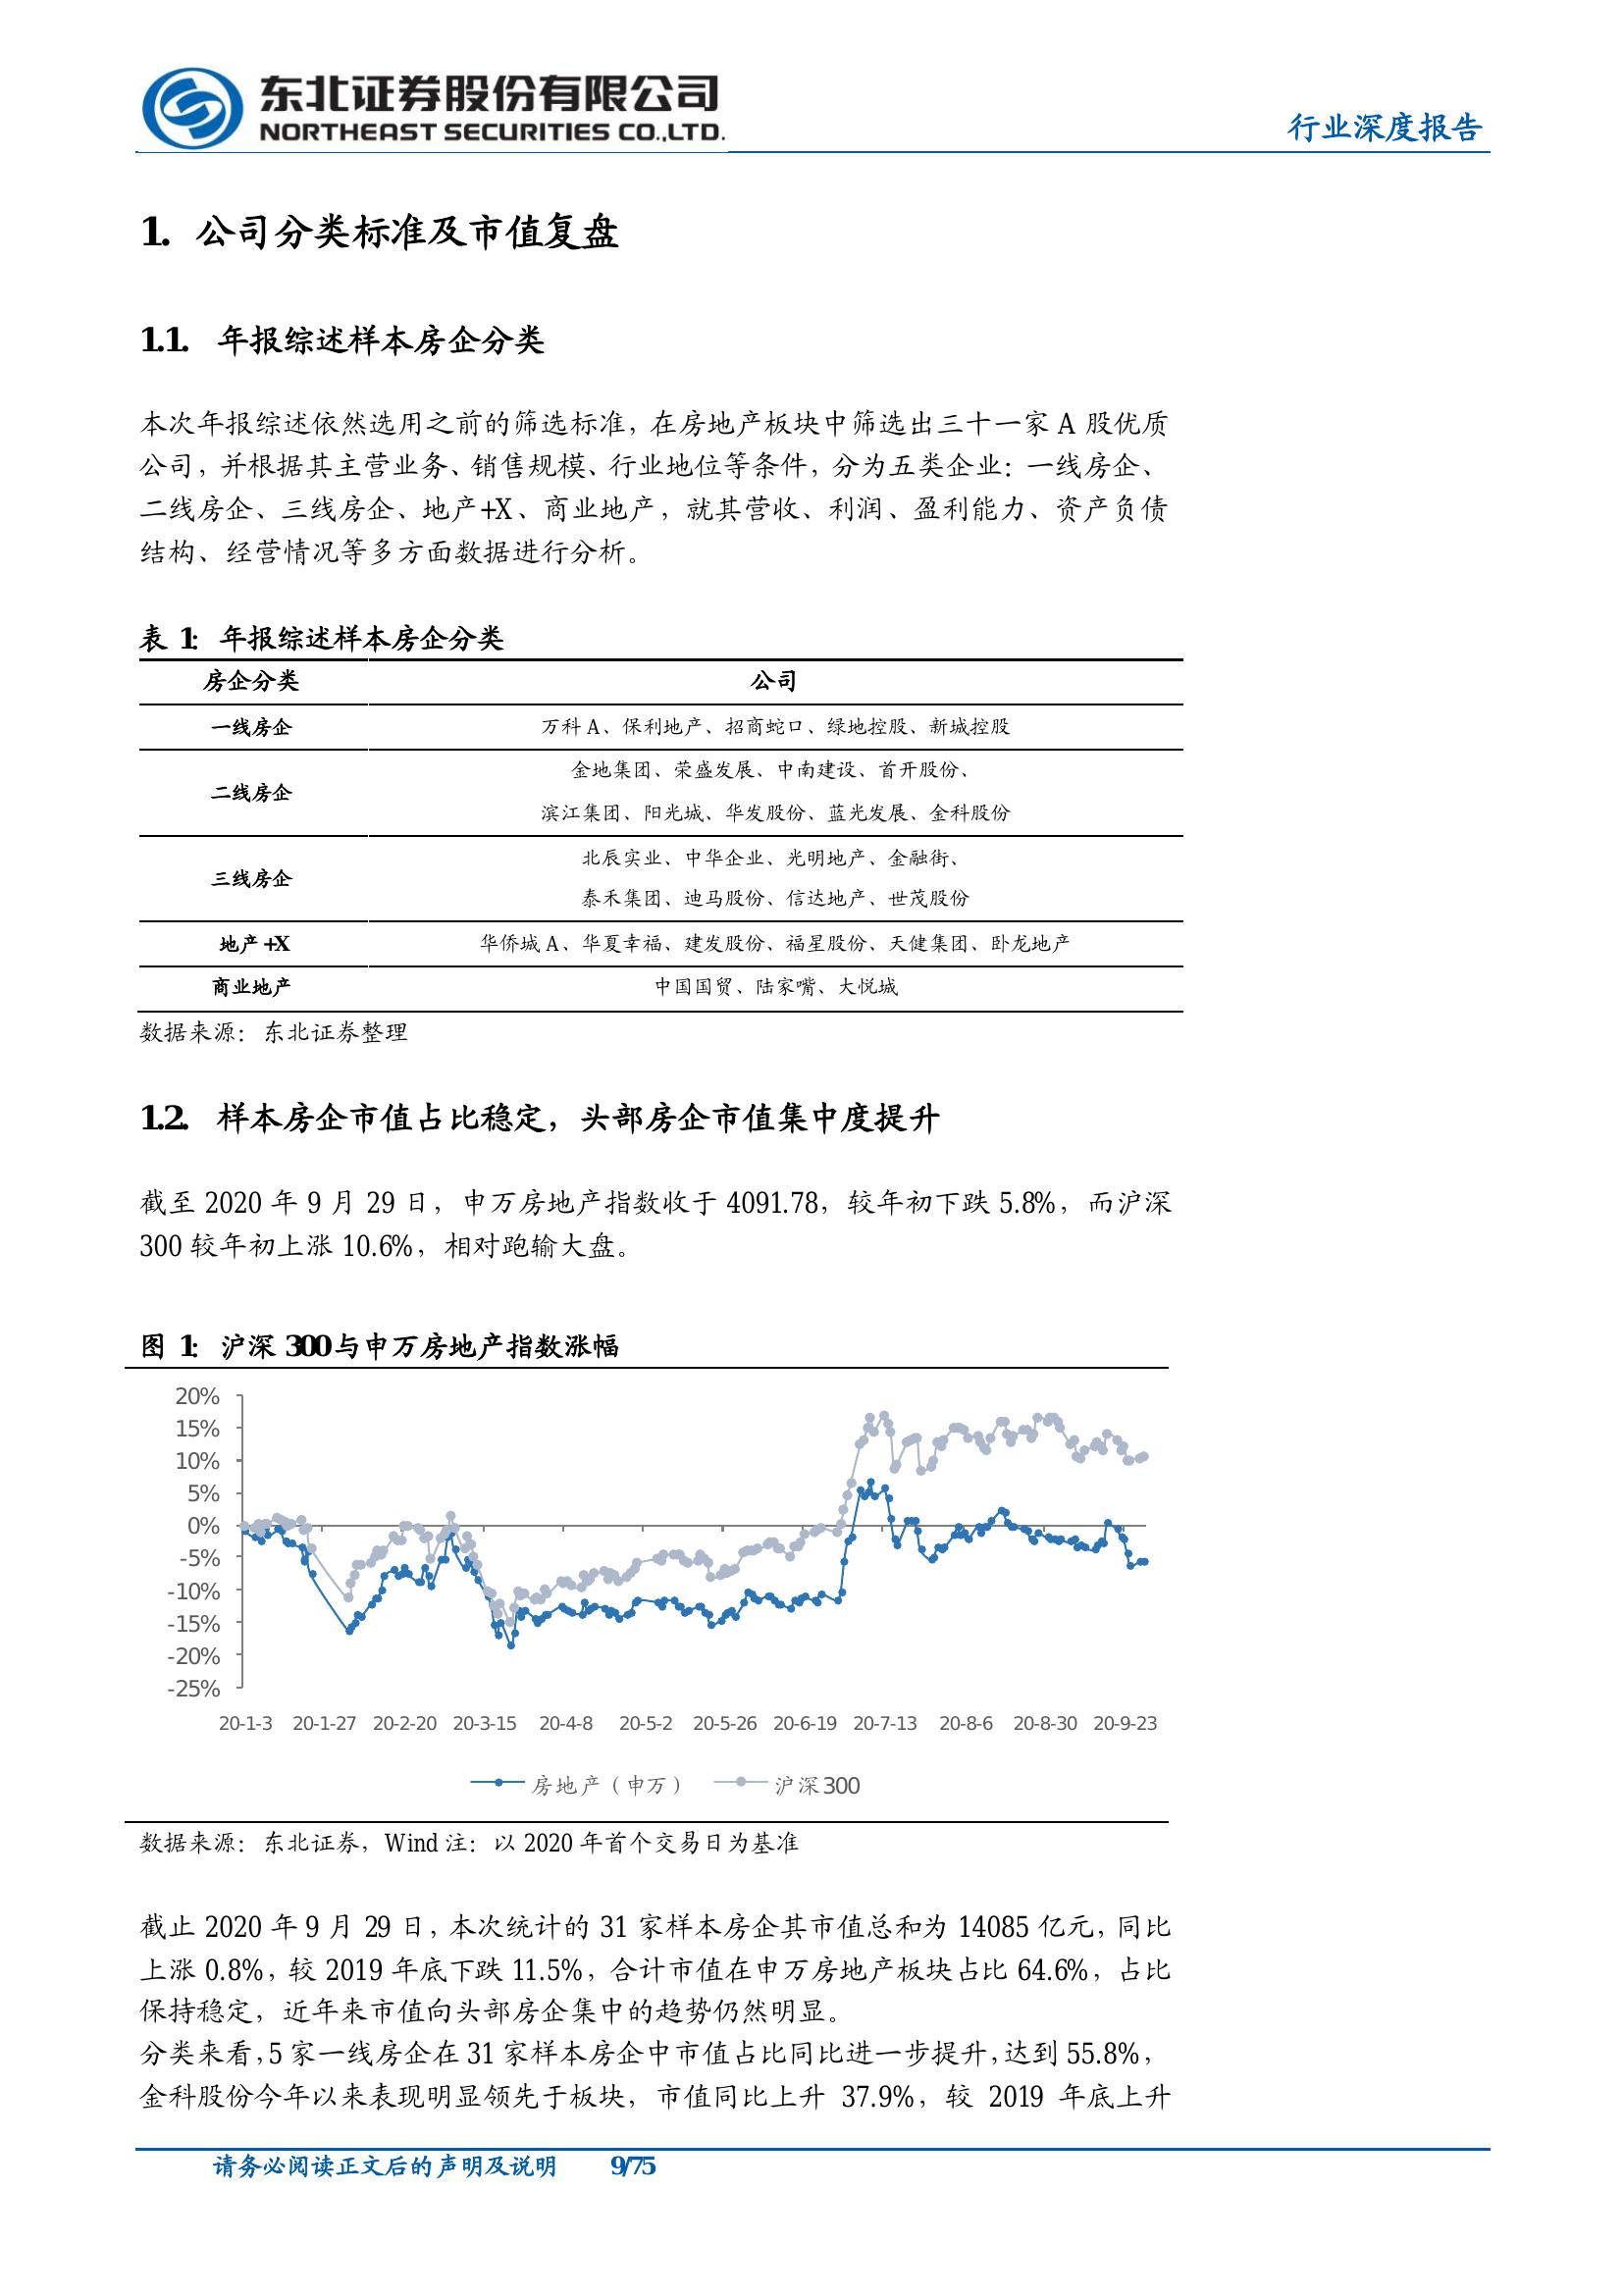 东北证券股份有限公司
NORTHEAST SECURITIES CO.,LTD.
行业深度报告
1. 公司分类标准及市值复盘
1.1. 年报综述样本房企分类
本次年报综述依然选用之前的筛选标准，在房地产板块中筛选出三十一家 A 股优质
公司，并根据其主营业务、销售规模、行业地位等条件，分为五类企业：一线房企、
二线房企、三线房企、地产+X、商业地产，就其营收、利润、盈利能力、资产负债
结构、经营情况等多方面数据进行分析。
表 1：年报综述样本房企分类
房企分类 公司
一线房企 万科 A、保利地产、招商蛇口、绿地控股、新城控股
二线房企 金地集团、荣盛发展、中南建设、首开股份、
滨江集团、阳光城、华发股份、蓝光发展、金科股份
三线房企 北辰实业、中华企业、光明地产、金融街、
泰禾集团、迪马股份、信达地产、世茂股份
地产+X 华侨城 A、华夏幸福、建发股份、福星股份、天健集团、卧龙地产
商业地产 中国国贸、陆家嘴、大悦城
数据来源：东北证券整理
1.2. 样本房企市值占比稳定，头部房企市值集中度提升
截至 2020 年 9 月 29 日，申万房地产指数收于 4091.78，较年初下跌 5.8%，而沪深
300 较年初上涨 10.6%，相对跑输大盘。
图 1：沪深 300 与申万房地产指数涨幅
20%
15%
10%
5%
0%
-5%
-10%
-15%
-20%
-25%
20-1-3 20-1-27 20-2-20 20-3-15 20-4-8 20-5-2 20-5-26 20-6-19 20-7-13 20-8-6 20-8-30 20-9-23
房地产（申万） 沪深300
数据来源：东北证券，Wind 注：以 2020 年首个交易日为基准
截止 2020 年 9 月 29 日，本次统计的 31 家样本房企其市值总和为 14085 亿元，同比
上涨 0.8%，较 2019 年底下跌 11.5%，合计市值在申万房地产板块占比 64.6%，占比
保持稳定，近年来市值向头部房企集中的趋势仍然明显。
分类来看，5 家一线房企在 31 家样本房企中市值占比同比进一步提升，达到 55.8%，
金科股份今年以来表现明显领先于板块，市值同比上升 37.9%，较 2019 年底上升
请务必阅读正文后的声明及说明 9/75